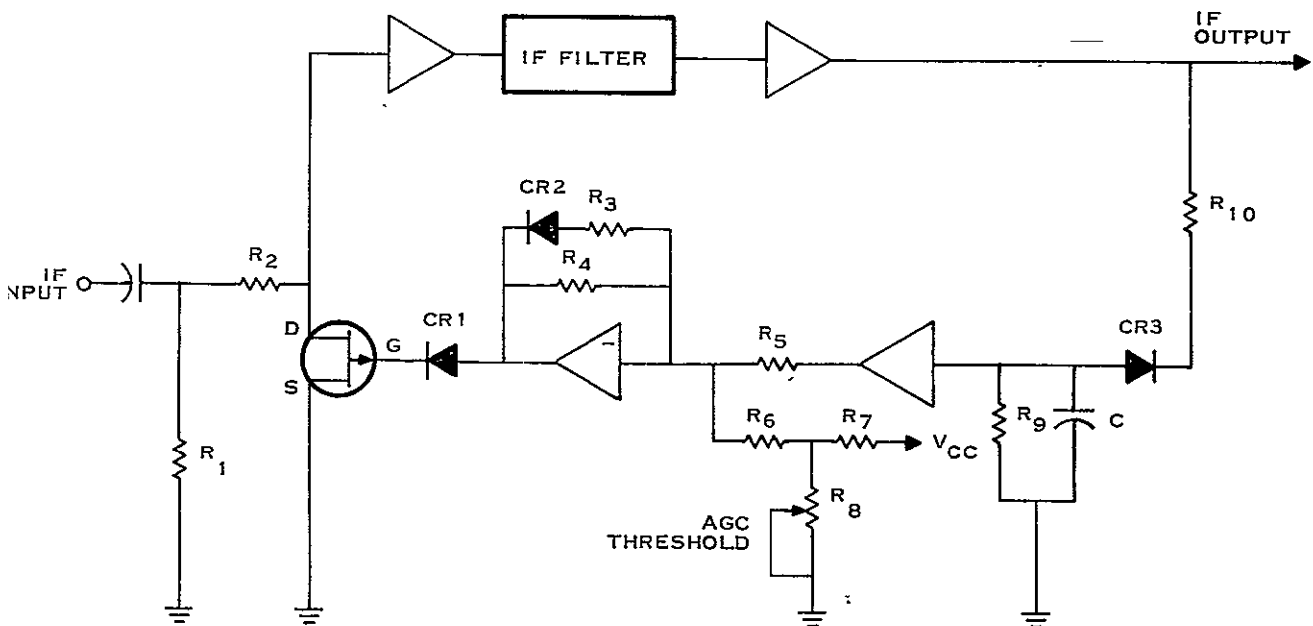 IF
OUTPUT
IF FILTER
R10
CR2
R3
R4
IF
NPUT
R2
D
G
CR1
S
R5
CR3
R6
R7
VCC
R9
C
R1
R8
AGC
THRESHOLD